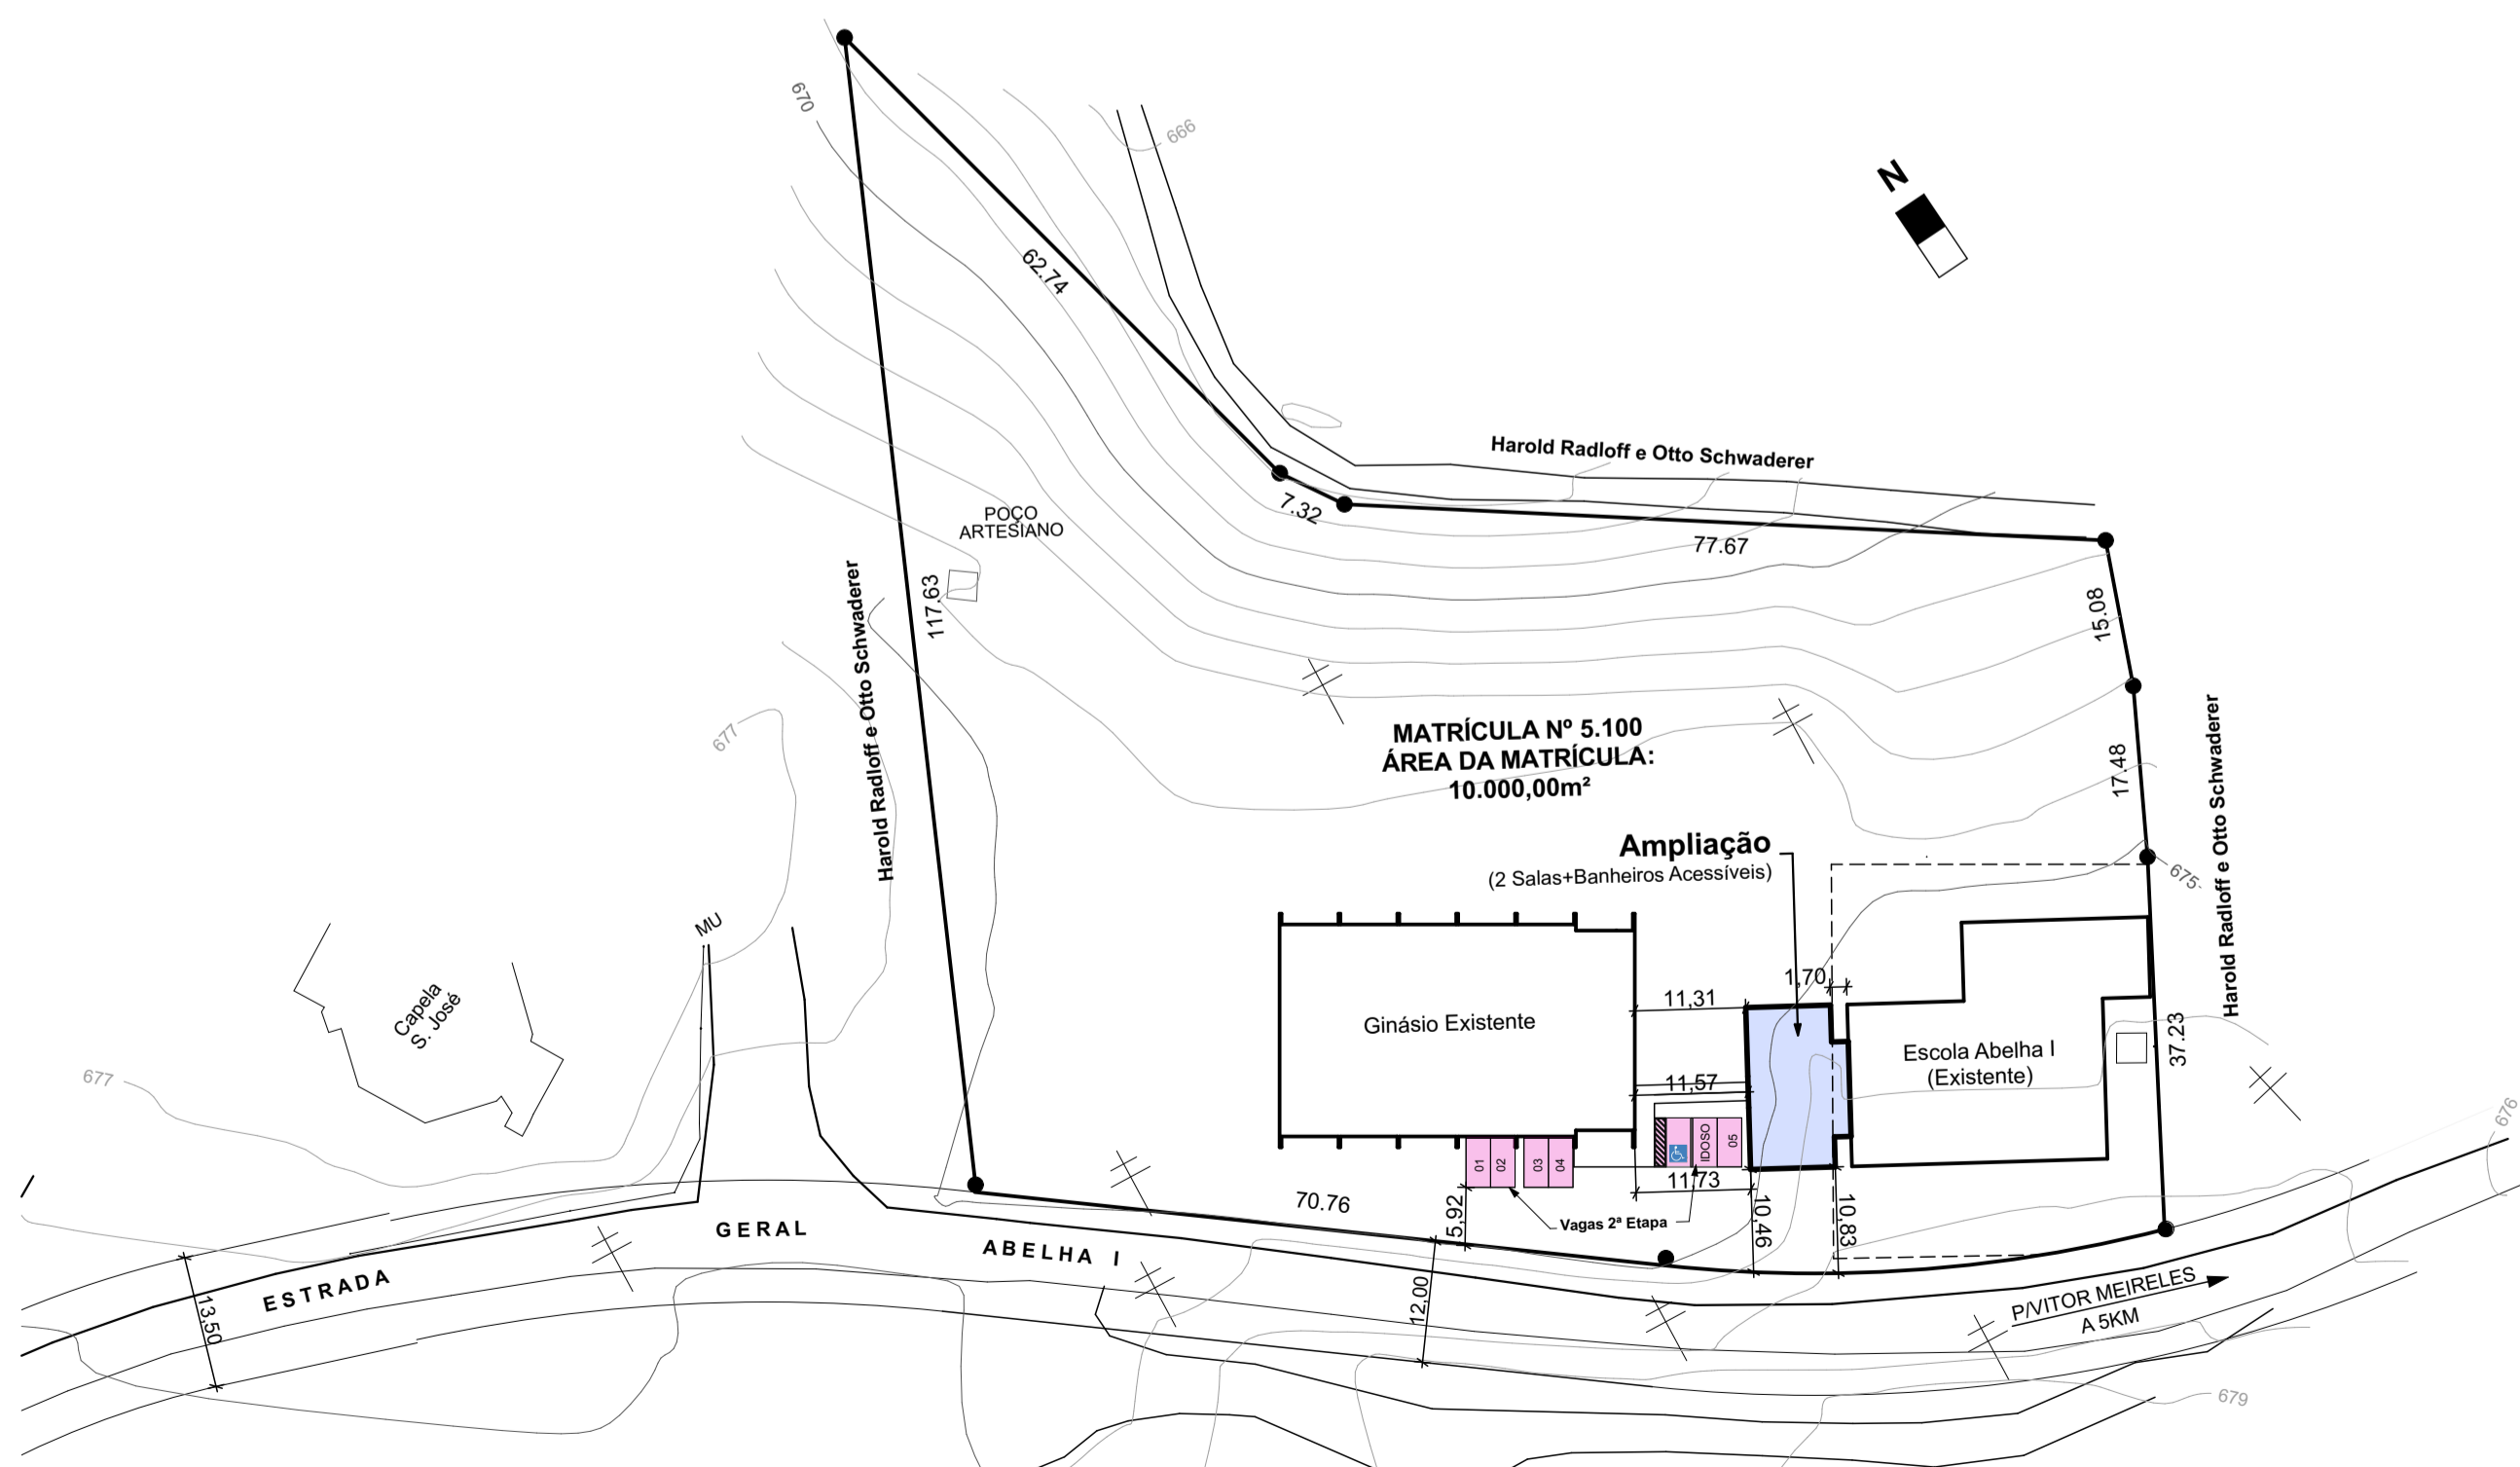 670
666
N
62.74
Harold Radloff e Otto Schwaderer
7.32
77.67
POÇO
ARTESIANO
117.63
Harold Radloff e Otto Schwaderer
15.08
17.48
Harold Radloff e Otto Schwaderer
677
MATRÍCULA Nº 5.100
ÁREA DA MATRÍCULA:
10.000,00m²
Ampliação
(2 Salas+Banheiros Acessíveis)
675
MU
1,70
11,31
Capela
S. José
Ginásio Existente
Escola Abelha I
(Existente)
37.23
677
11,57
676
01
02
03
04
IDOSO
05
11,73
70.76
5,92
Vagas 2ª Etapa
10,46
10,83
GERAL
ABELHA I
ESTRADA
13,50
12,00
P/VITOR MEIRELES
A 5KM
679